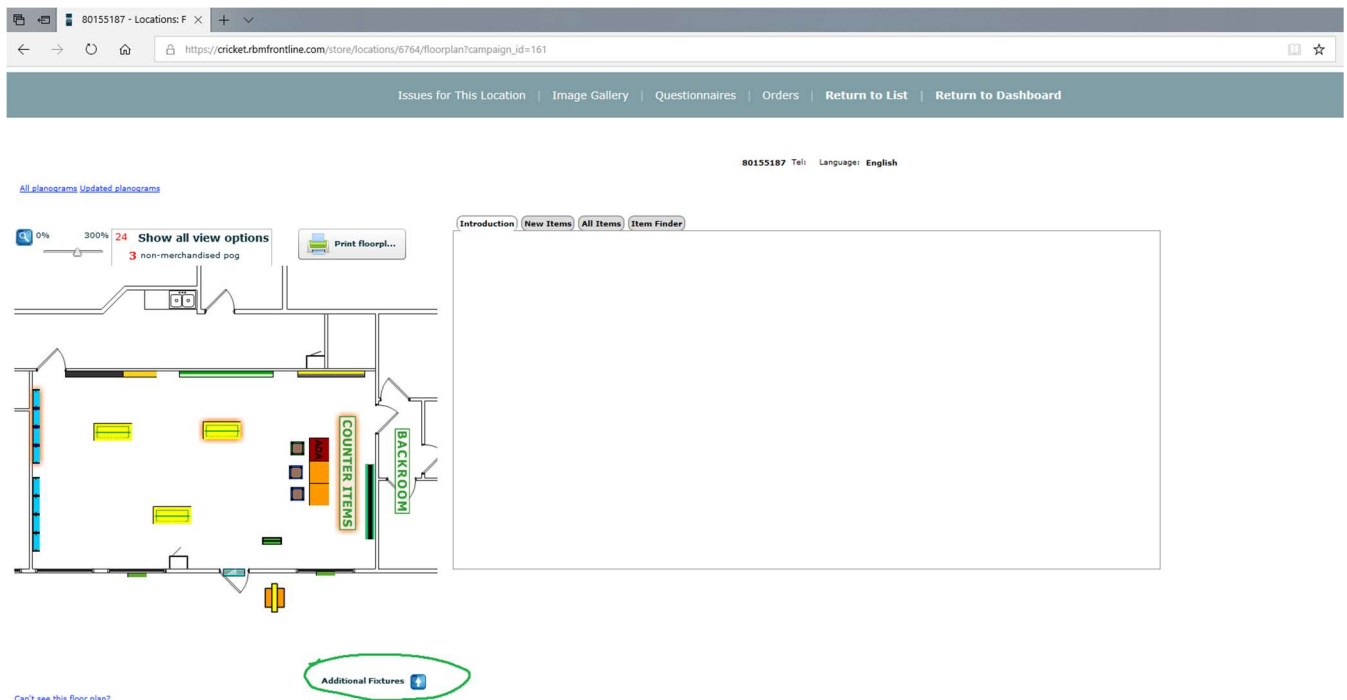 80155187 - Locations: F
https://cricket.rbmfrontline.com/store/locations/6764/floorplan?campaign_id=161
Issues for This Location | Image Gallery | Questionnaires | Orders | Return to List | Return to Dashboard
80155187 Tel: Language: English
All planograms Updated planograms
Introduction New Items All Items Item Finder
0% 300% 24 Show all view options
3 non-merchandised pog
Print floorpl...
ADA
COUNTER ITEMS
BACKROOM
Additional Fixtures
Can't see this floor plan?